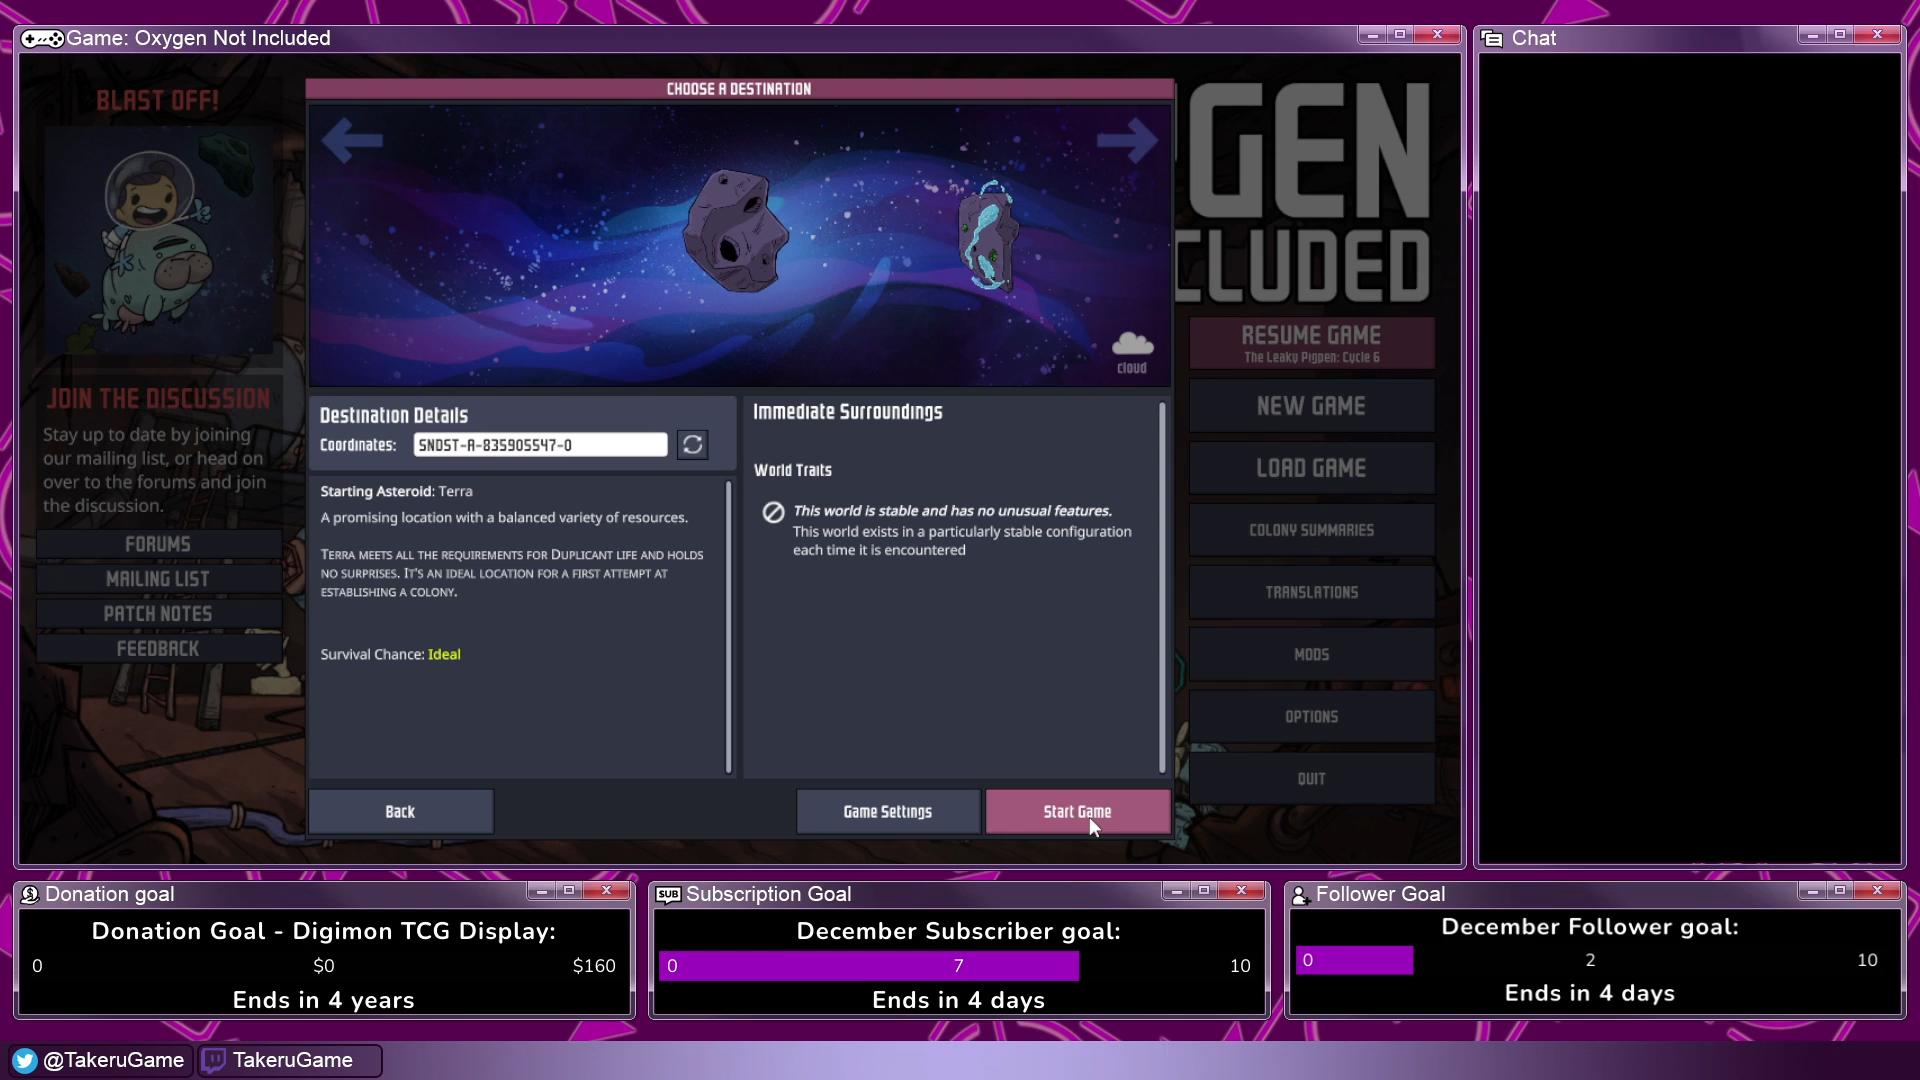 Game: Oxygen Not Included
Chat
BLAST OFF!
CHOOSE A DESTINATION
GEN
CLUDED
cloud
RESUME GAME
The Leaky Pigpen: Cycle 6
JOIN THE DISCUSSION
Stay up to date by joining
our mailing list, or head on
over to the forums and join
the discussion.
FORUMS
MAILING LIST
PATCH NOTES
FEEDBACK
Destination Details
Coordinates: SNDST-A-835905547-0
Starting Asteroid: Terra
A promising location with a balanced variety of resources.
TERRA MEETS ALL THE REQUIREMENTS FOR DUPLICANT LIFE AND HOLDS
NO SURPRISES. IT'S AN IDEAL LOCATION FOR A FIRST ATTEMPT AT
ESTABLISHING A COLONY.
Survival Chance: Ideal
Immediate Surroundings
World Traits
This world is stable and has no unusual features.
This world exists in a particularly stable configuration
each time it is encountered
NEW GAME
LOAD GAME
COLONY SUMMARIES
TRANSLATIONS
MODS
OPTIONS
QUIT
Back
Game Settings
Start Game
Donation goal
Donation Goal - Digimon TCG Display:
0 $0 $160
Ends in 4 years
SUB Subscription Goal
December Subscriber goal:
0 7 10
Ends in 4 days
Follower Goal
December Follower goal:
0 2 10
Ends in 4 days
@TakeruGame
TakeruGame